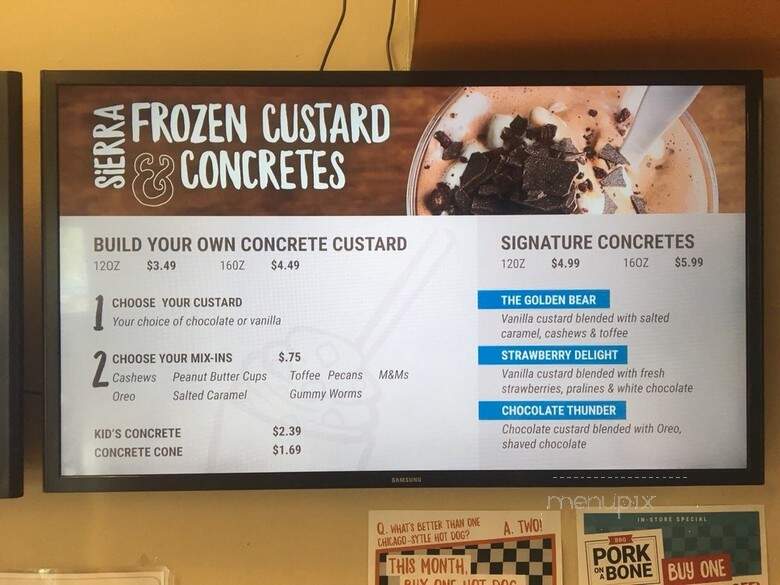 SIERRA
FROZEN CUSTARD
& CONCRETES
BUILD YOUR OWN CONCRETE CUSTARD
12OZ $3.49 16OZ $4.49
1 CHOOSE YOUR CUSTARD
Your choice of chocolate or vanilla
2 CHOOSE YOUR MIX-INS $.75
Cashews Peanut Butter Cups Toffee Pecans M&Ms
Oreo Salted Caramel Gummy Worms
KID'S CONCRETE $2.39
CONCRETE CONE $1.69
SIGNATURE CONCRETES
12OZ $4.99 16OZ $5.99
THE GOLDEN BEAR
Vanilla custard blended with salted
caramel, cashews & toffee
STRAWBERRY DELIGHT
Vanilla custard blended with fresh
strawberries, pralines & white chocolate
CHOCOLATE THUNDER
Chocolate custard blended with Oreo,
shaved chocolate
SAMSUNG
menupix
Q. WHAT'S BETTER THAN ONE
CHICAGO-SYTLE HOT DOG?
A. TWO!
THIS MONTH,
BUY ONE HOT DOG
IN-STORE SPECIAL
BBQ
PORK
ON BONE
BUY ONE